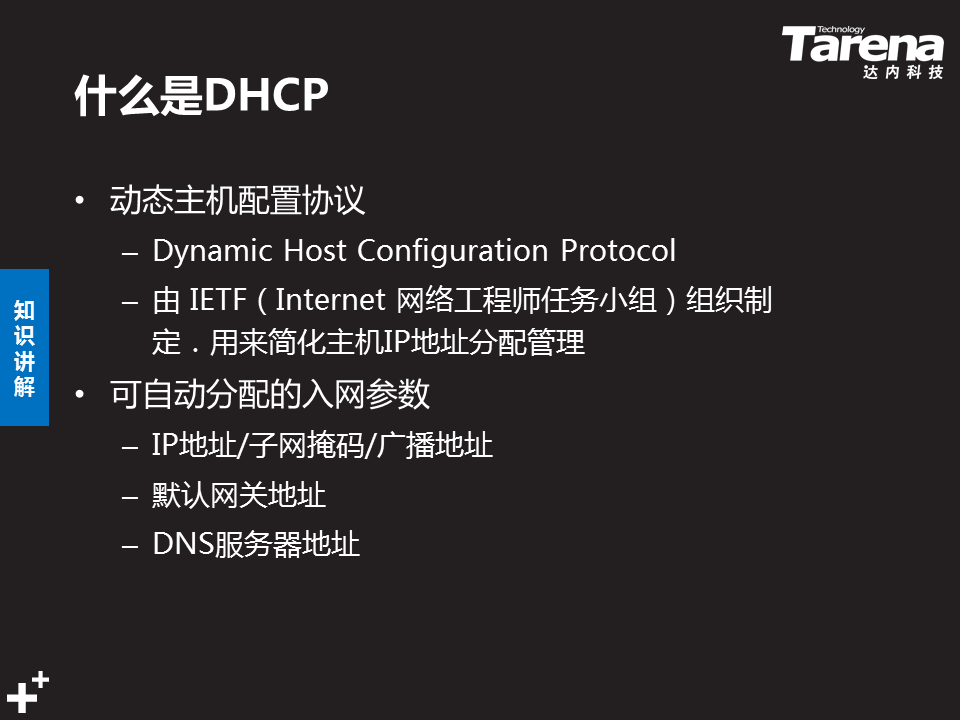 Technology
Tarena
达内科技
什么是DHCP
• 动态主机配置协议
– Dynamic Host Configuration Protocol
– 由 IETF（Internet 网络工程师任务小组）组织制
定．用来简化主机IP地址分配管理
• 可自动分配的入网参数
– IP地址/子网掩码/广播地址
– 默认网关地址
– DNS服务器地址
知
识
讲
解